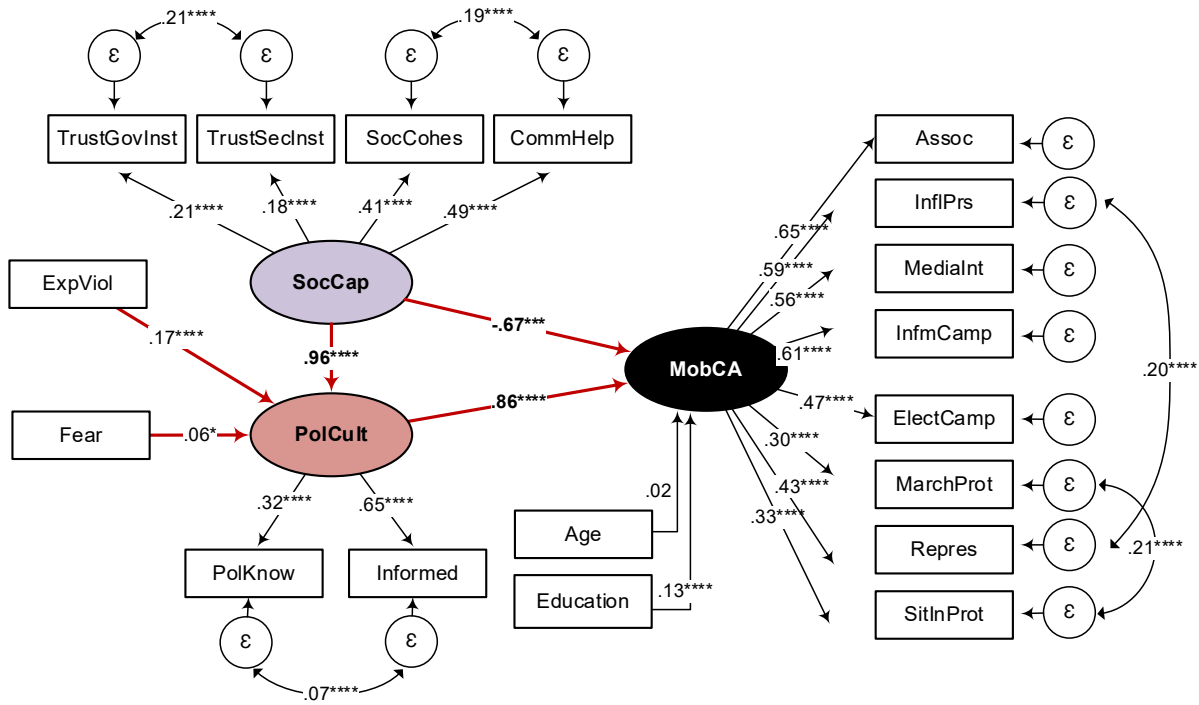 .21****
.19****
ε
ε
ε
ε
TrustGovInst
TrustSecInst
SocCohes
CommHelp
Assoc
ε
.21****
.18****
.41****
.49****
InflPrs
ε
.65****
ExpViol
SocCap
.59****
MediaInt
ε
.56****
.17****
-.67***
InfmCamp
ε
.96****
.61****
MobCA
.20****
.86****
.47****
ElectCamp
ε
Fear
.06*
PolCult
.30****
.32****
.65****
.02
.43****
MarchProt
ε
.33****
Age
Repres
ε
.21****
PolKnow
Informed
.13****
Education
SitInProt
ε
ε
ε
.07****